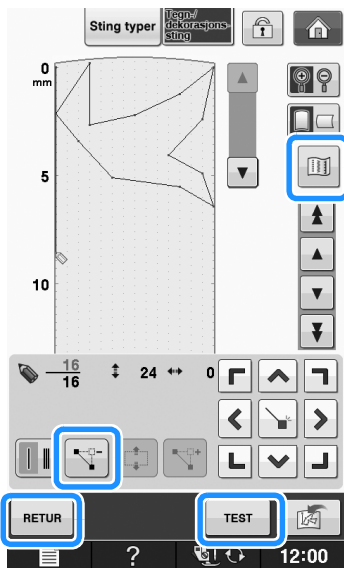 Sting typer
Tegn-/
dekorasjons-
sting
0
mm
5
10
16
16
24
0
RETUR
TEST
?
12:00